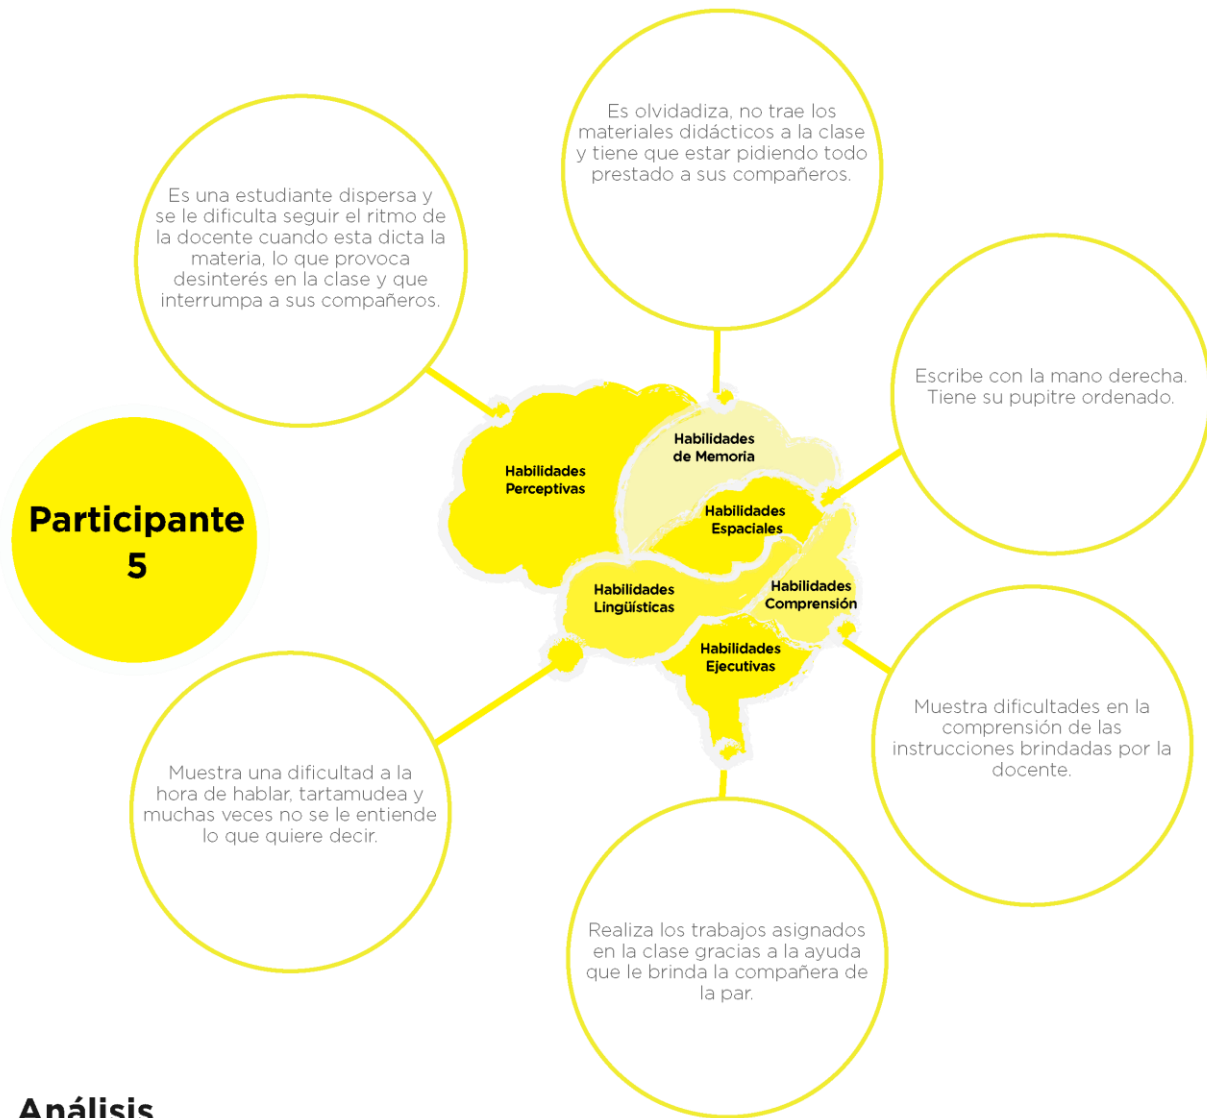 Es olvidadiza, no trae los
materiales didácticos a la clase
y tiene que estar pidiendo todo
prestado a sus compañeros.
Es una estudiante dispersa y
se le dificulta seguir el ritmo de
la docente cuando esta dicta la
materia, lo que provoca
desinterés en la clase y que
interrumpa a sus compañeros.
Escribe con la mano derecha.
Tiene su pupitre ordenado.
Habilidades
de Memoria
Habilidades
Perceptivas
Habilidades
Espaciales
Participante
5
Habilidades
Lingüísticas
Habilidades
Comprensión
Habilidades
Ejecutivas
Muestra dificultades en la
comprensión de las
instrucciones brindadas por la
docente.
Muestra una dificultad a la
hora de hablar, tartamudea y
muchas veces no se le entiende
lo que quiere decir.
Realiza los trabajos asignados
en la clase gracias a la ayuda
que le brinda la compañera de
la par.
Análisis